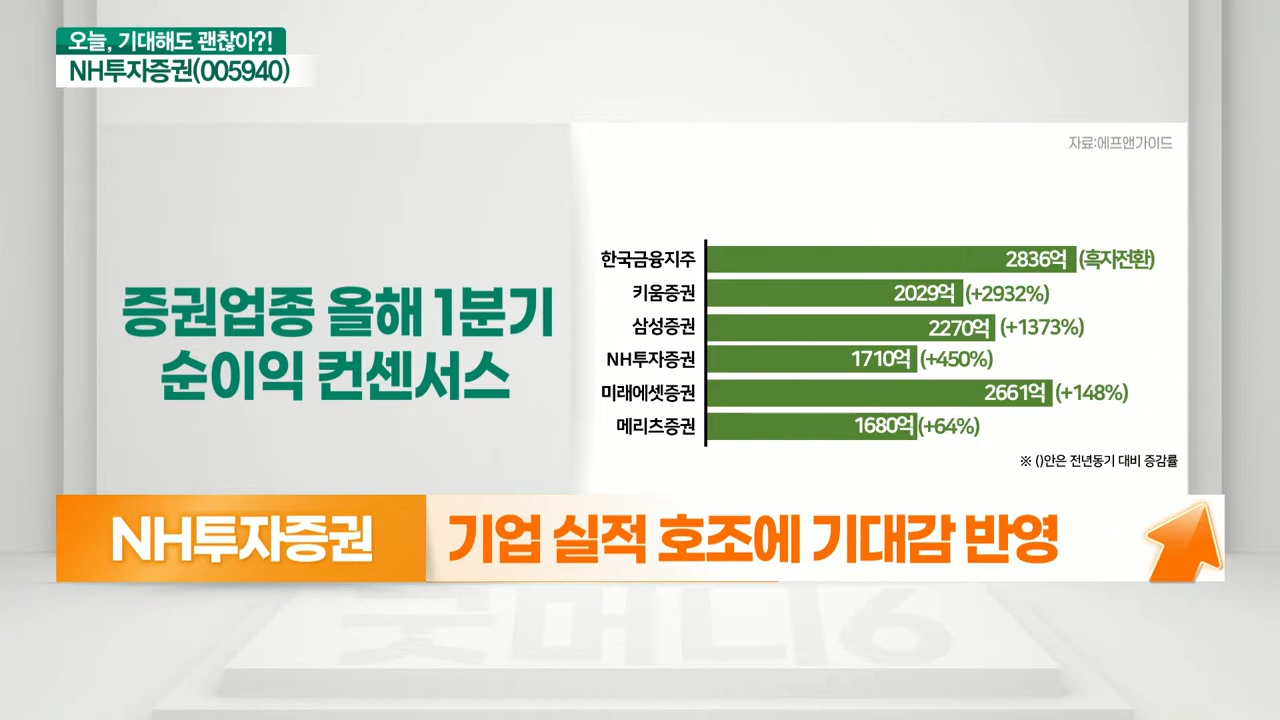 오늘, 기대해도 괜찮아?!
NH투자증권(005940)
자료:에프앤가이드
증권업종 올해 1분기
순이익 컨센서스
한국금융지주 2836억 (흑자전환)
키움증권 2029억 (+2932%)
삼성증권 2270억 (+1373%)
NH투자증권 1710억 (+450%)
미래에셋증권 2661억 (+148%)
메리츠증권 1680억 (+64%)
※ ()안은 전년동기 대비 증감률
NH투자증권 기업 실적 호조에 기대감 반영
굿머니6